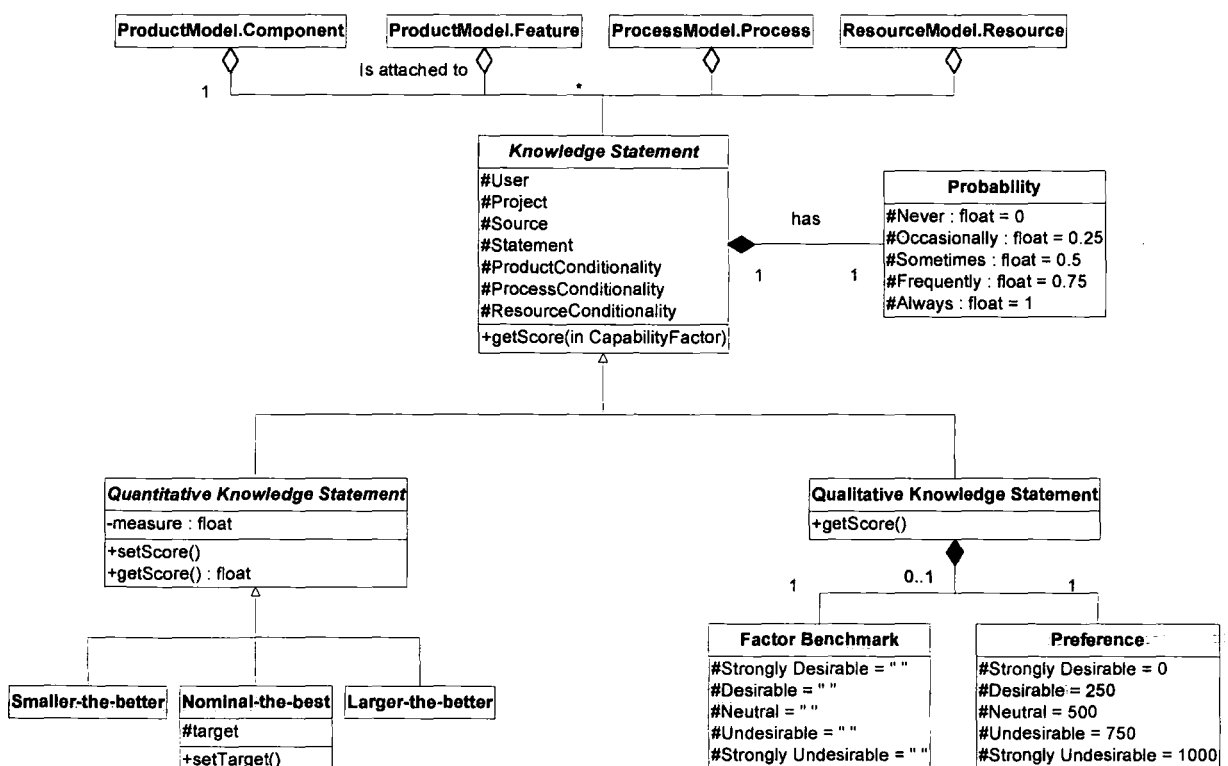 ProductModel.Component
ProductModel.Feature
ProcessModel.Process
ResourceModel.Resource
Is attached to
1
*
Knowledge Statement
#User
#Project
#Source
#Statement
#ProductConditionality
#ProcessConditionality
#ResourceConditionality
+getScore(in CapabilityFactor)
has
1
1
Probability
#Never : float = 0
#Occasionally : float = 0.25
#Sometimes : float = 0.5
#Frequently : float = 0.75
#Always : float = 1
Quantitative Knowledge Statement
-measure : float
+setScore()
+getScore() : float
Qualitative Knowledge Statement
+getScore()
1
0..1
1
Smaller-the-better
Nominal-the-best
#target
+setTarget()
Larger-the-better
Factor Benchmark
#Strongly Desirable = " "
#Desirable = " "
#Neutral = " "
#Undesirable = " "
#Strongly Undesirable = " "
Preference
#Strongly Desirable = 0
#Desirable = 250
#Neutral = 500
#Undesirable = 750
#Strongly Undesirable = 1000